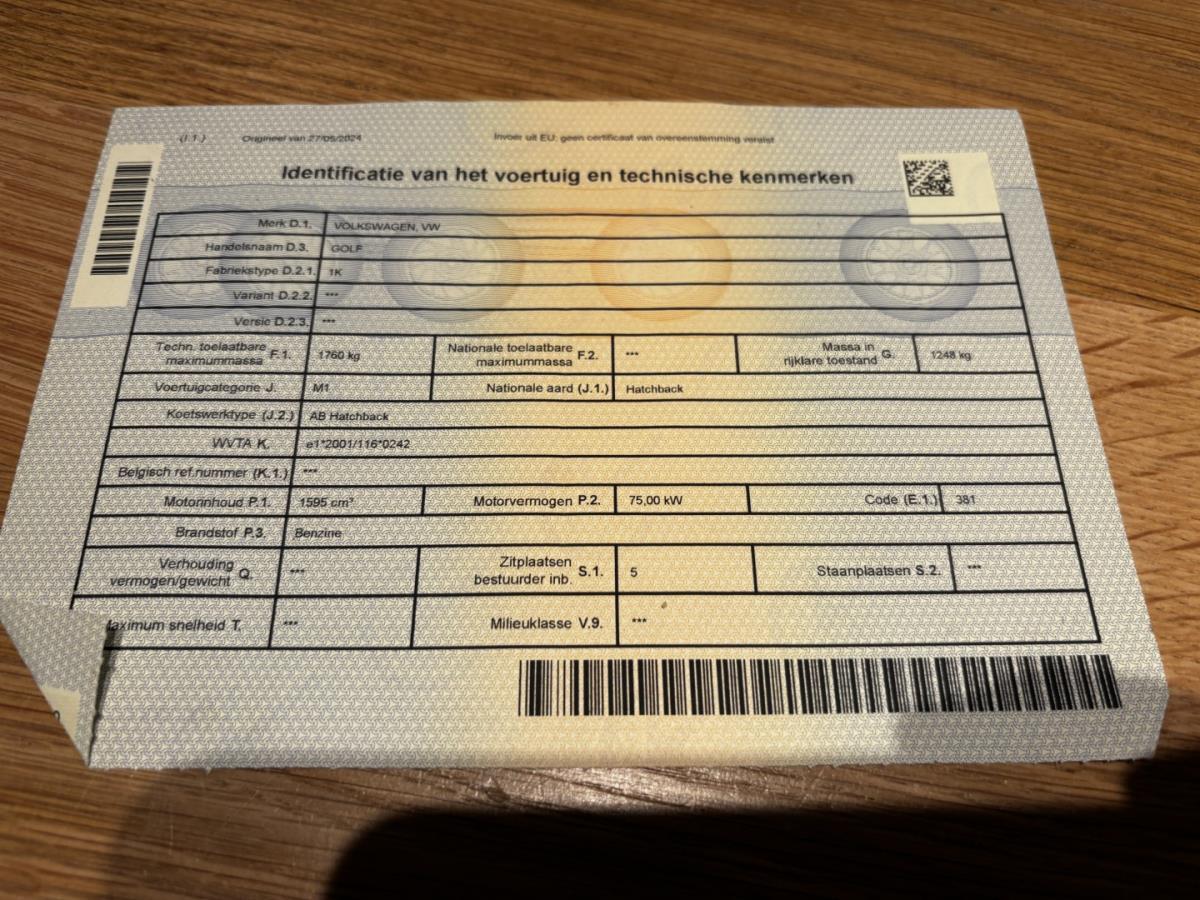 (I.1.) Origineel van 27/05/2024 Invoer uit EU: geen certificaat van overeenstemming vereist
Identificatie van het voertuig en technische kenmerken
Merk D.1. VOLKSWAGEN, VW
Handelsnaam D.3. GOLF
Fabriekstype D.2.1. 1K
Variant D.2.2. ***
Versie D.2.3. ***
Techn. toelaatbare maximummassa F.1. 1760 kg Nationale toelaatbare maximummassa F.2. *** Massa in rijklare toestand G. 1248 kg
Voertuigcategorie J. M1 Nationale aard (J.1.) Hatchback
Koetswerktype (J.2.) AB Hatchback
WVTA K. e1*2001/116*0242
Belgisch ref.nummer (K.1.) ***
Motorinhoud P.1. 1595 cm³ Motorvermogen P.2. 75,00 kW Code (E.1.) 381
Brandstof P.3. Benzine
Verhouding vermogen/gewicht Q. *** Zitplaatsen bestuurder inb. S.1. 5 Staanplaatsen S.2. ***
aximum snelheid T. *** Milieuklasse V.9. ***